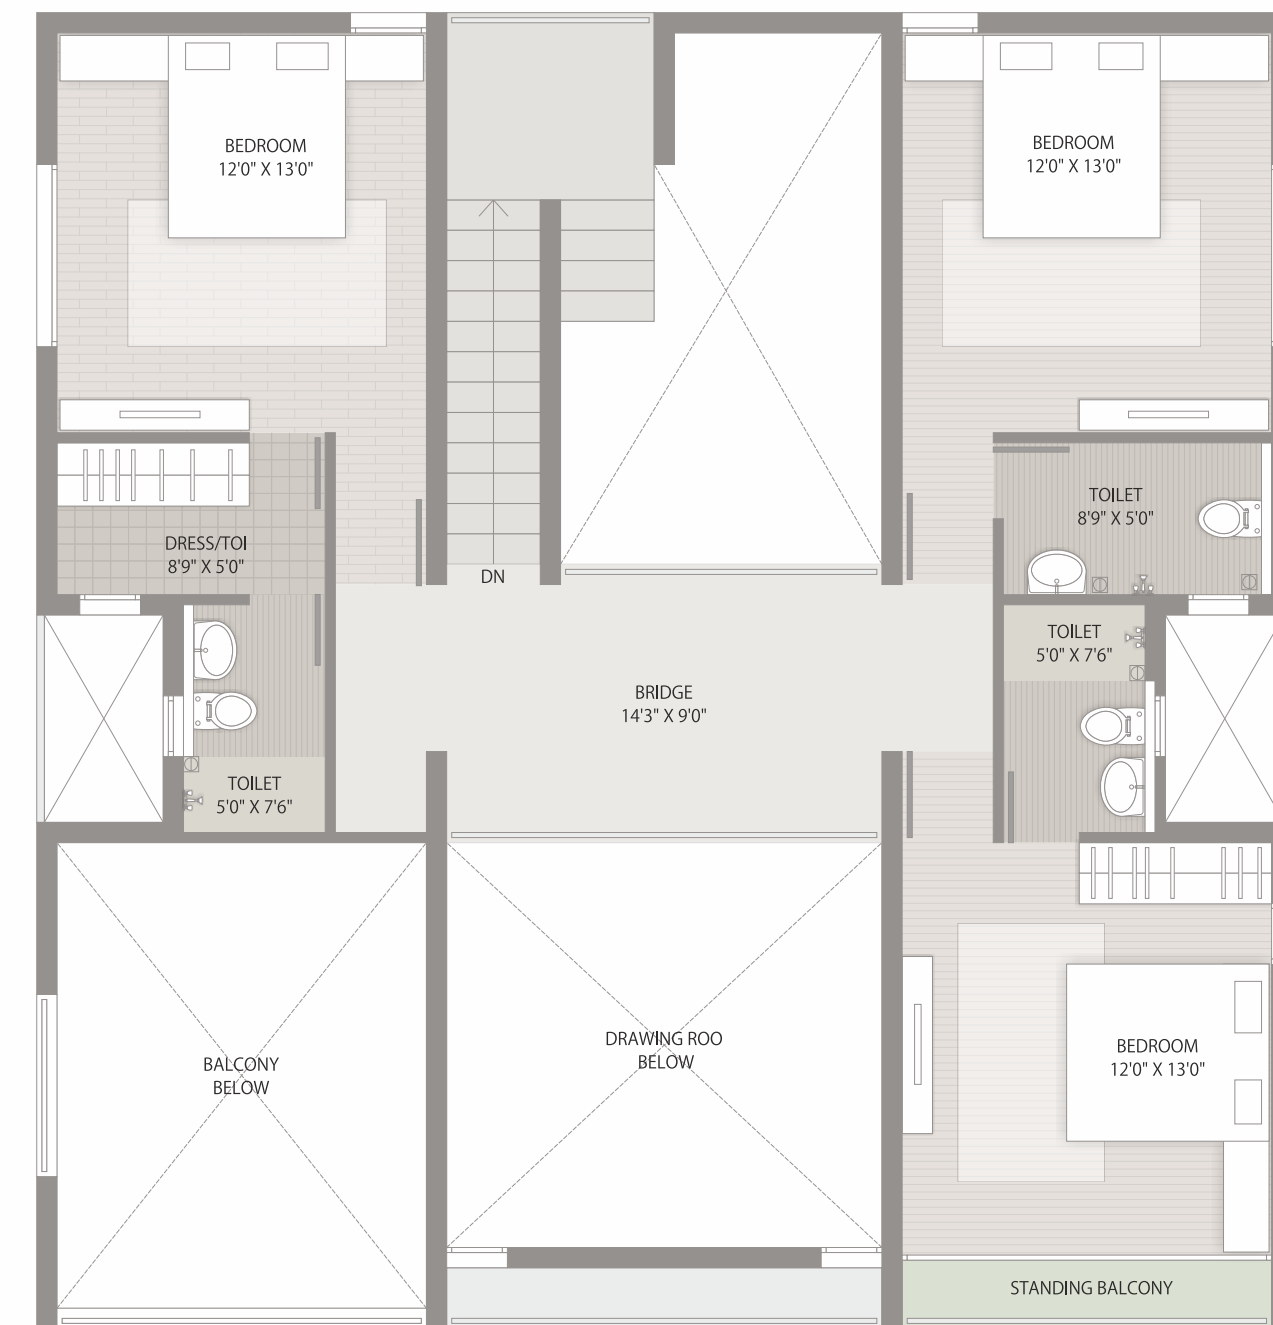 BEDROOM
12'0" X 13'0"
BEDROOM
12'0" X 13'0"
TOILET
8'9" X 5'0"
DRESS/TOI
8'9" X 5'0"
DN
TOILET
5'0" X 7'6"
BRIDGE
14'3" X 9'0"
TOILET
5'0" X 7'6"
BALCONY
BELOW
DRAWING ROO
BELOW
BEDROOM
12'0" X 13'0"
STANDING BALCONY